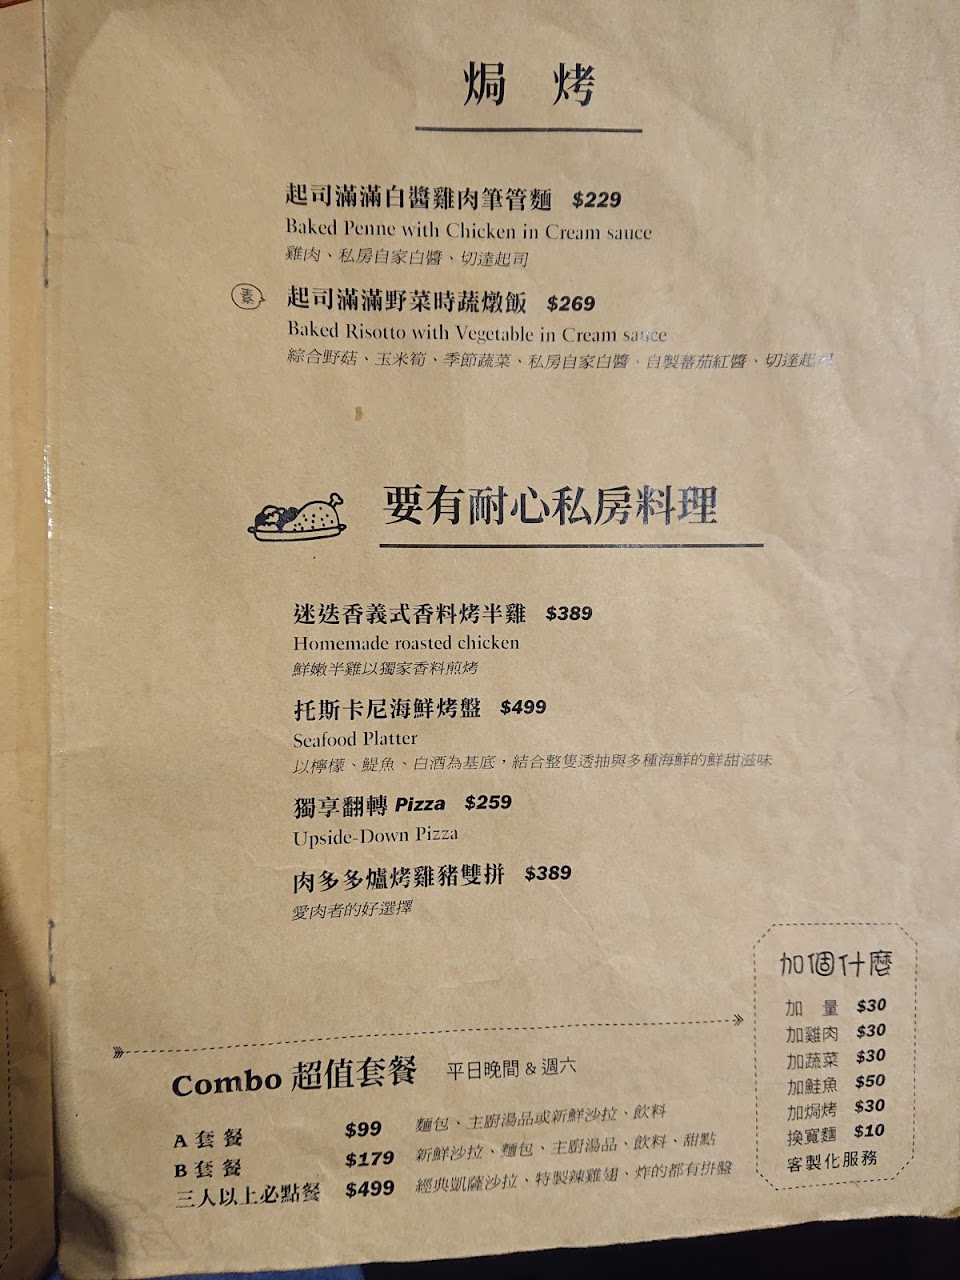 焗 烤
起司滿滿白醬雞肉筆管麵 $229
Baked Penne with Chicken in Cream sauce
雞肉、私房自家白醬、切達起司
素
起司滿滿野菜時蔬燉飯 $269
Baked Risotto with Vegetable in Cream sauce
綜合野菇、玉米筍、季節蔬菜、私房自家白醬、自製蕃茄紅醬、切達起司
要有耐心私房料理
迷迭香義式香料烤半雞 $389
Homemade roasted chicken
鮮嫩半雞以獨家香料煎烤
托斯卡尼海鮮烤盤 $499
Seafood Platter
以檸檬、鯷魚、白酒為基底，結合整隻透抽與多種海鮮的鮮甜滋味
獨享翻轉 Pizza $259
Upside-Down Pizza
肉多多爐烤雞豬雙拼 $389
愛肉者的好選擇
加個什麼
加 量 $30
加雞肉 $30
加蔬菜 $30
加鮭魚 $50
加焗烤 $30
換寬麵 $10
客製化服務
Combo 超值套餐 平日晚間 & 週六
A 套 餐 $99 麵包、主廚湯品或新鮮沙拉、飲料
B 套 餐 $179 新鮮沙拉、麵包、主廚湯品、飲料、甜點
三人以上必點餐 $499 經典凱薩沙拉、特製辣雞翅、炸的都有拼盤